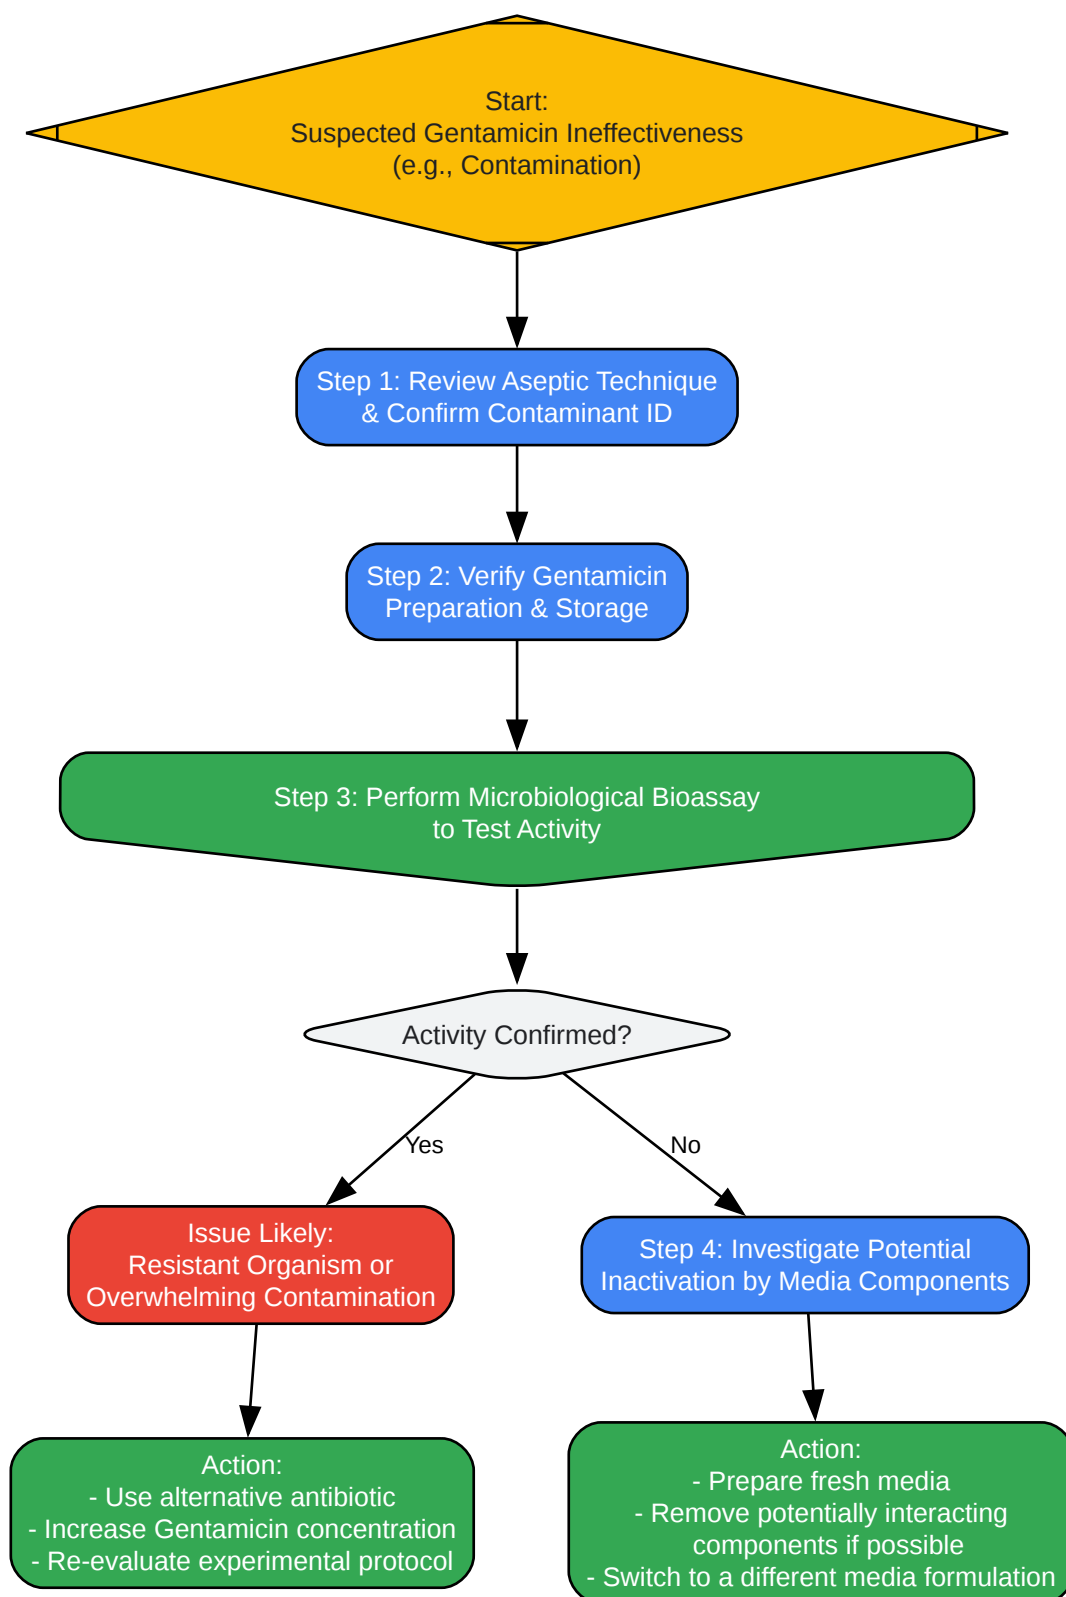 Start:
Suspected Gentamicin Ineffectiveness
(e.g., Contamination)
Step 1: Review Aseptic Technique
& Confirm Contaminant ID
Step 2: Verify Gentamicin
Preparation & Storage
Step 3: Perform Microbiological Bioassay
to Test Activity
Activity Confirmed?
Yes
No
Issue Likely:
Resistant Organism or
Overwhelming Contamination
Step 4: Investigate Potential
Inactivation by Media Components
Action:
- Use alternative antibiotic
- Increase Gentamicin concentration
- Re-evaluate experimental protocol
Action:
- Prepare fresh media
- Remove potentially interacting
components if possible
- Switch to a different media formulation